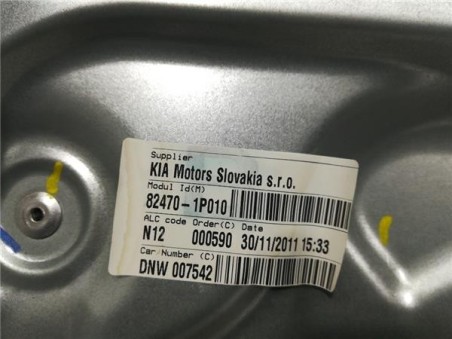 Supplier
KIA Motors Slovakia s.r.o.
Modul Id(M)
82470-1P010
ALC code Order(C) Date
N12 000590 30/11/2011 15:33
Car Number (C)
DNW 007542